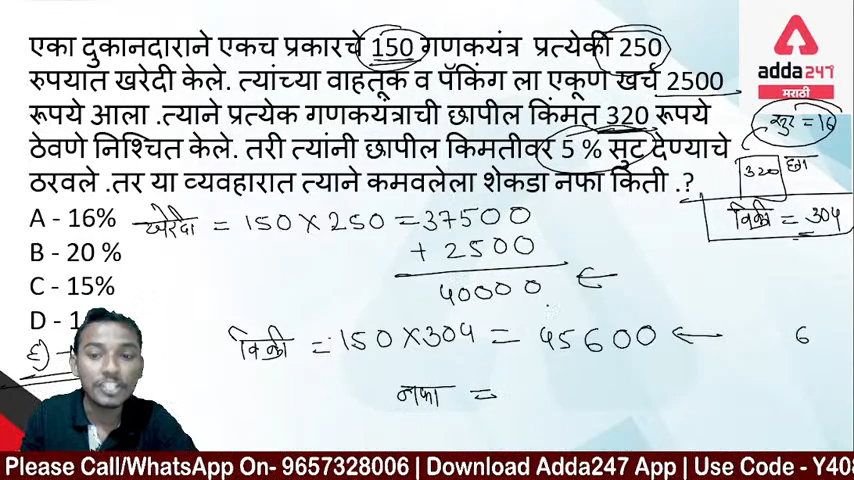 एका दुकानदाराने एकच प्रकारचे 150 गणकयंत्र प्रत्येकी 250
रुपयात खरेदी केले. त्यांच्या वाहतूक व पॅकिंग ला एकूण खर्च 2500
रूपये आला .त्याने प्रत्येक गणकयंत्राची छापील किंमत 320 रूपये
ठेवणे निश्चित केले. तरी त्यांनी छापील किमतीवर 5 % सुट देण्याचे
ठरवले .तर या व्यवहारात त्याने कमवलेला शेकडा नफा किती .?
adda247
मराठी
सुट = 16
320 छा
विक्री = 304
A - 16%
B - 20 %
C - 15%
D - 1
खरेदी = 150 × 250 = 37500
+ 2500
40000
विक्री = 150 × 304 = 45600
6
नफा =
Please Call/WhatsApp On- 9657328006 | Download Adda247 App | Use Code - Y408